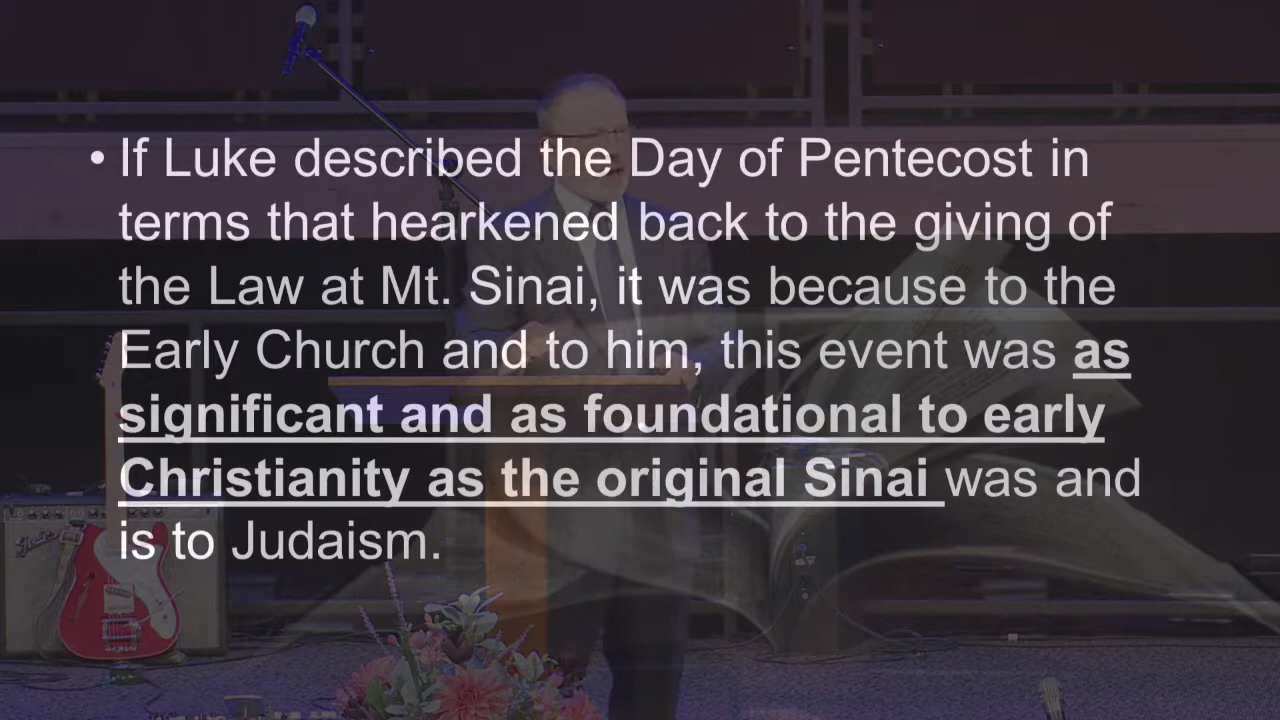 • If Luke described the Day of Pentecost in
terms that hearkened back to the giving of
the Law at Mt. Sinai, it was because to the
Early Church and to him, this event was as
significant and as foundational to early
Christianity as the original Sinai was and
is to Judaism.
Fender